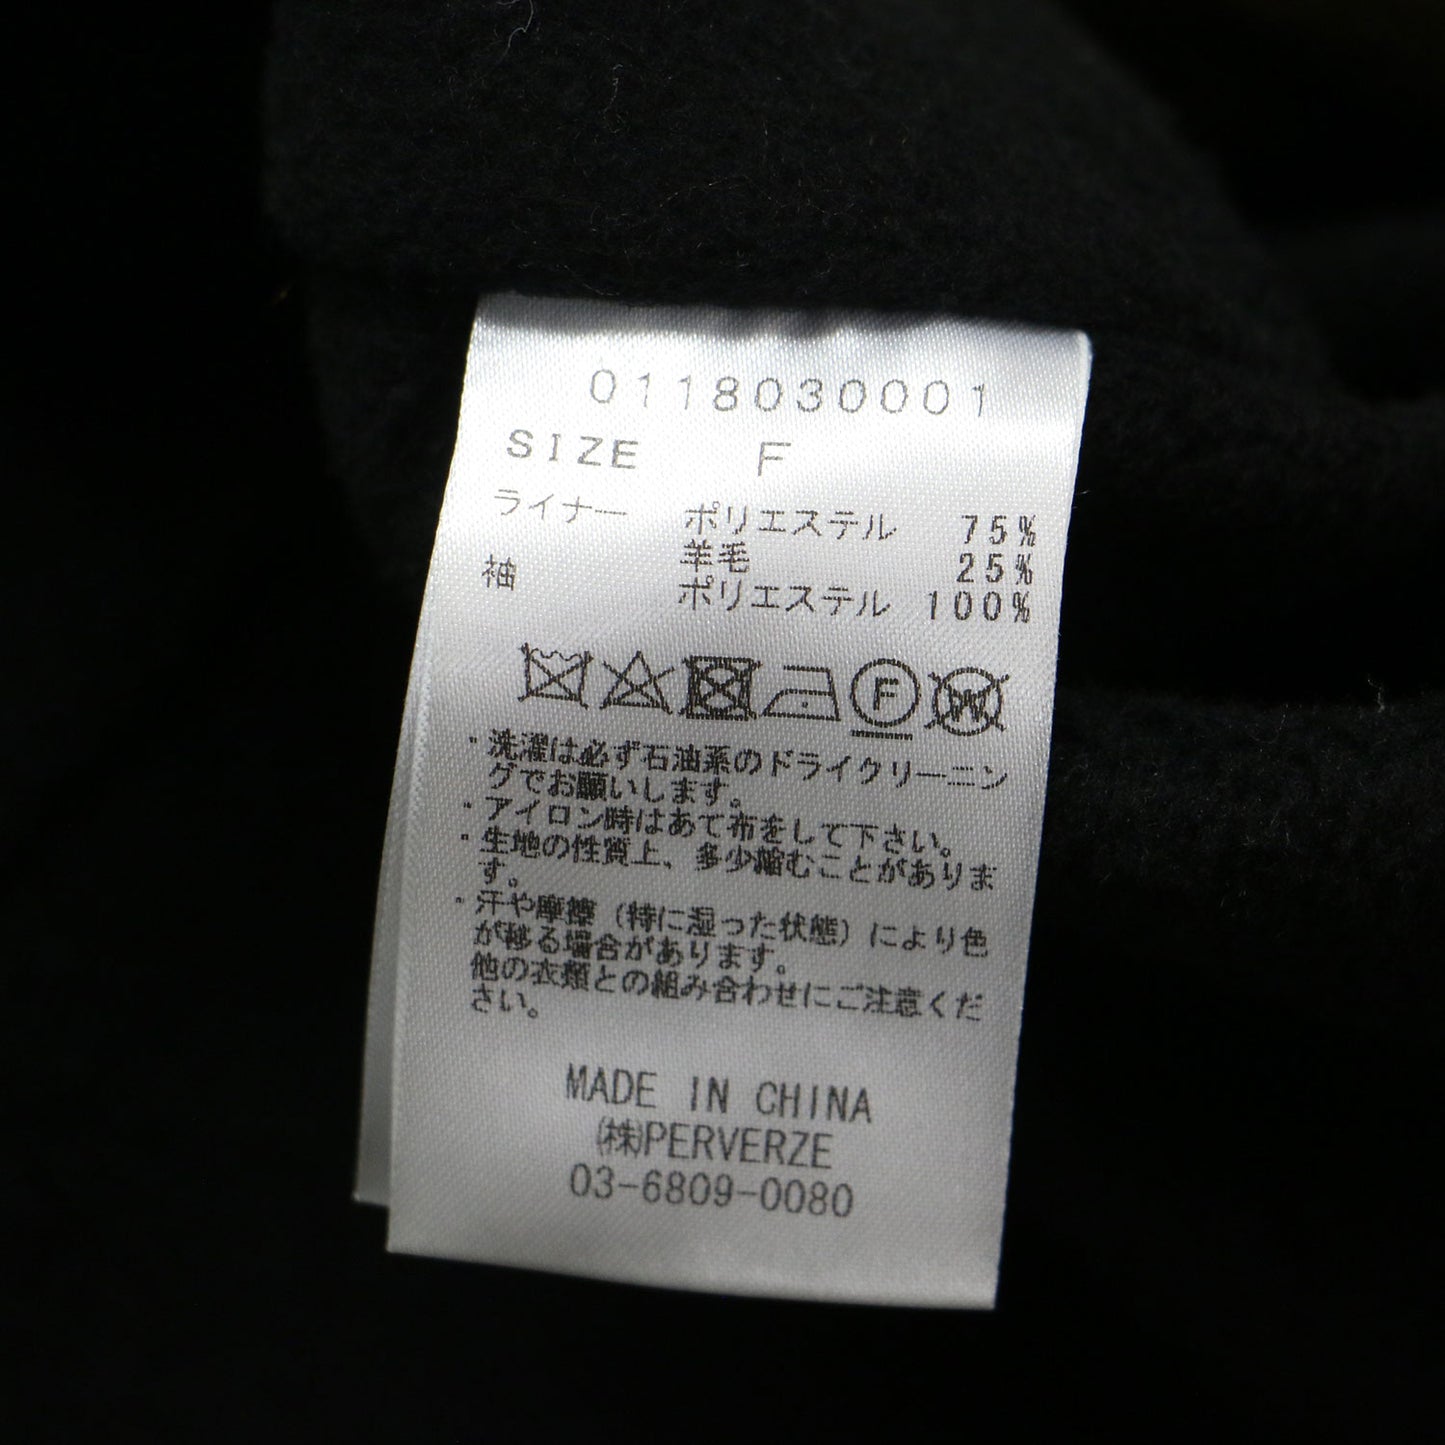 0118030001
SIZE F
ライナー ポリエステル 75%
羊毛 25%
袖 ポリエステル 100%
F
W
・洗濯は必ず石油系のドライクリーニン
グでお願いします。
・アイロン時はあて布をして下さい。
・生地の性質上、多少縮むことがありま
す。
・汗や摩擦（特に湿った状態）により色
が移る場合があります。
他の衣類との組み合わせにご注意くだ
さい。
MADE IN CHINA
㈱PERVERZE
03-6809-0080